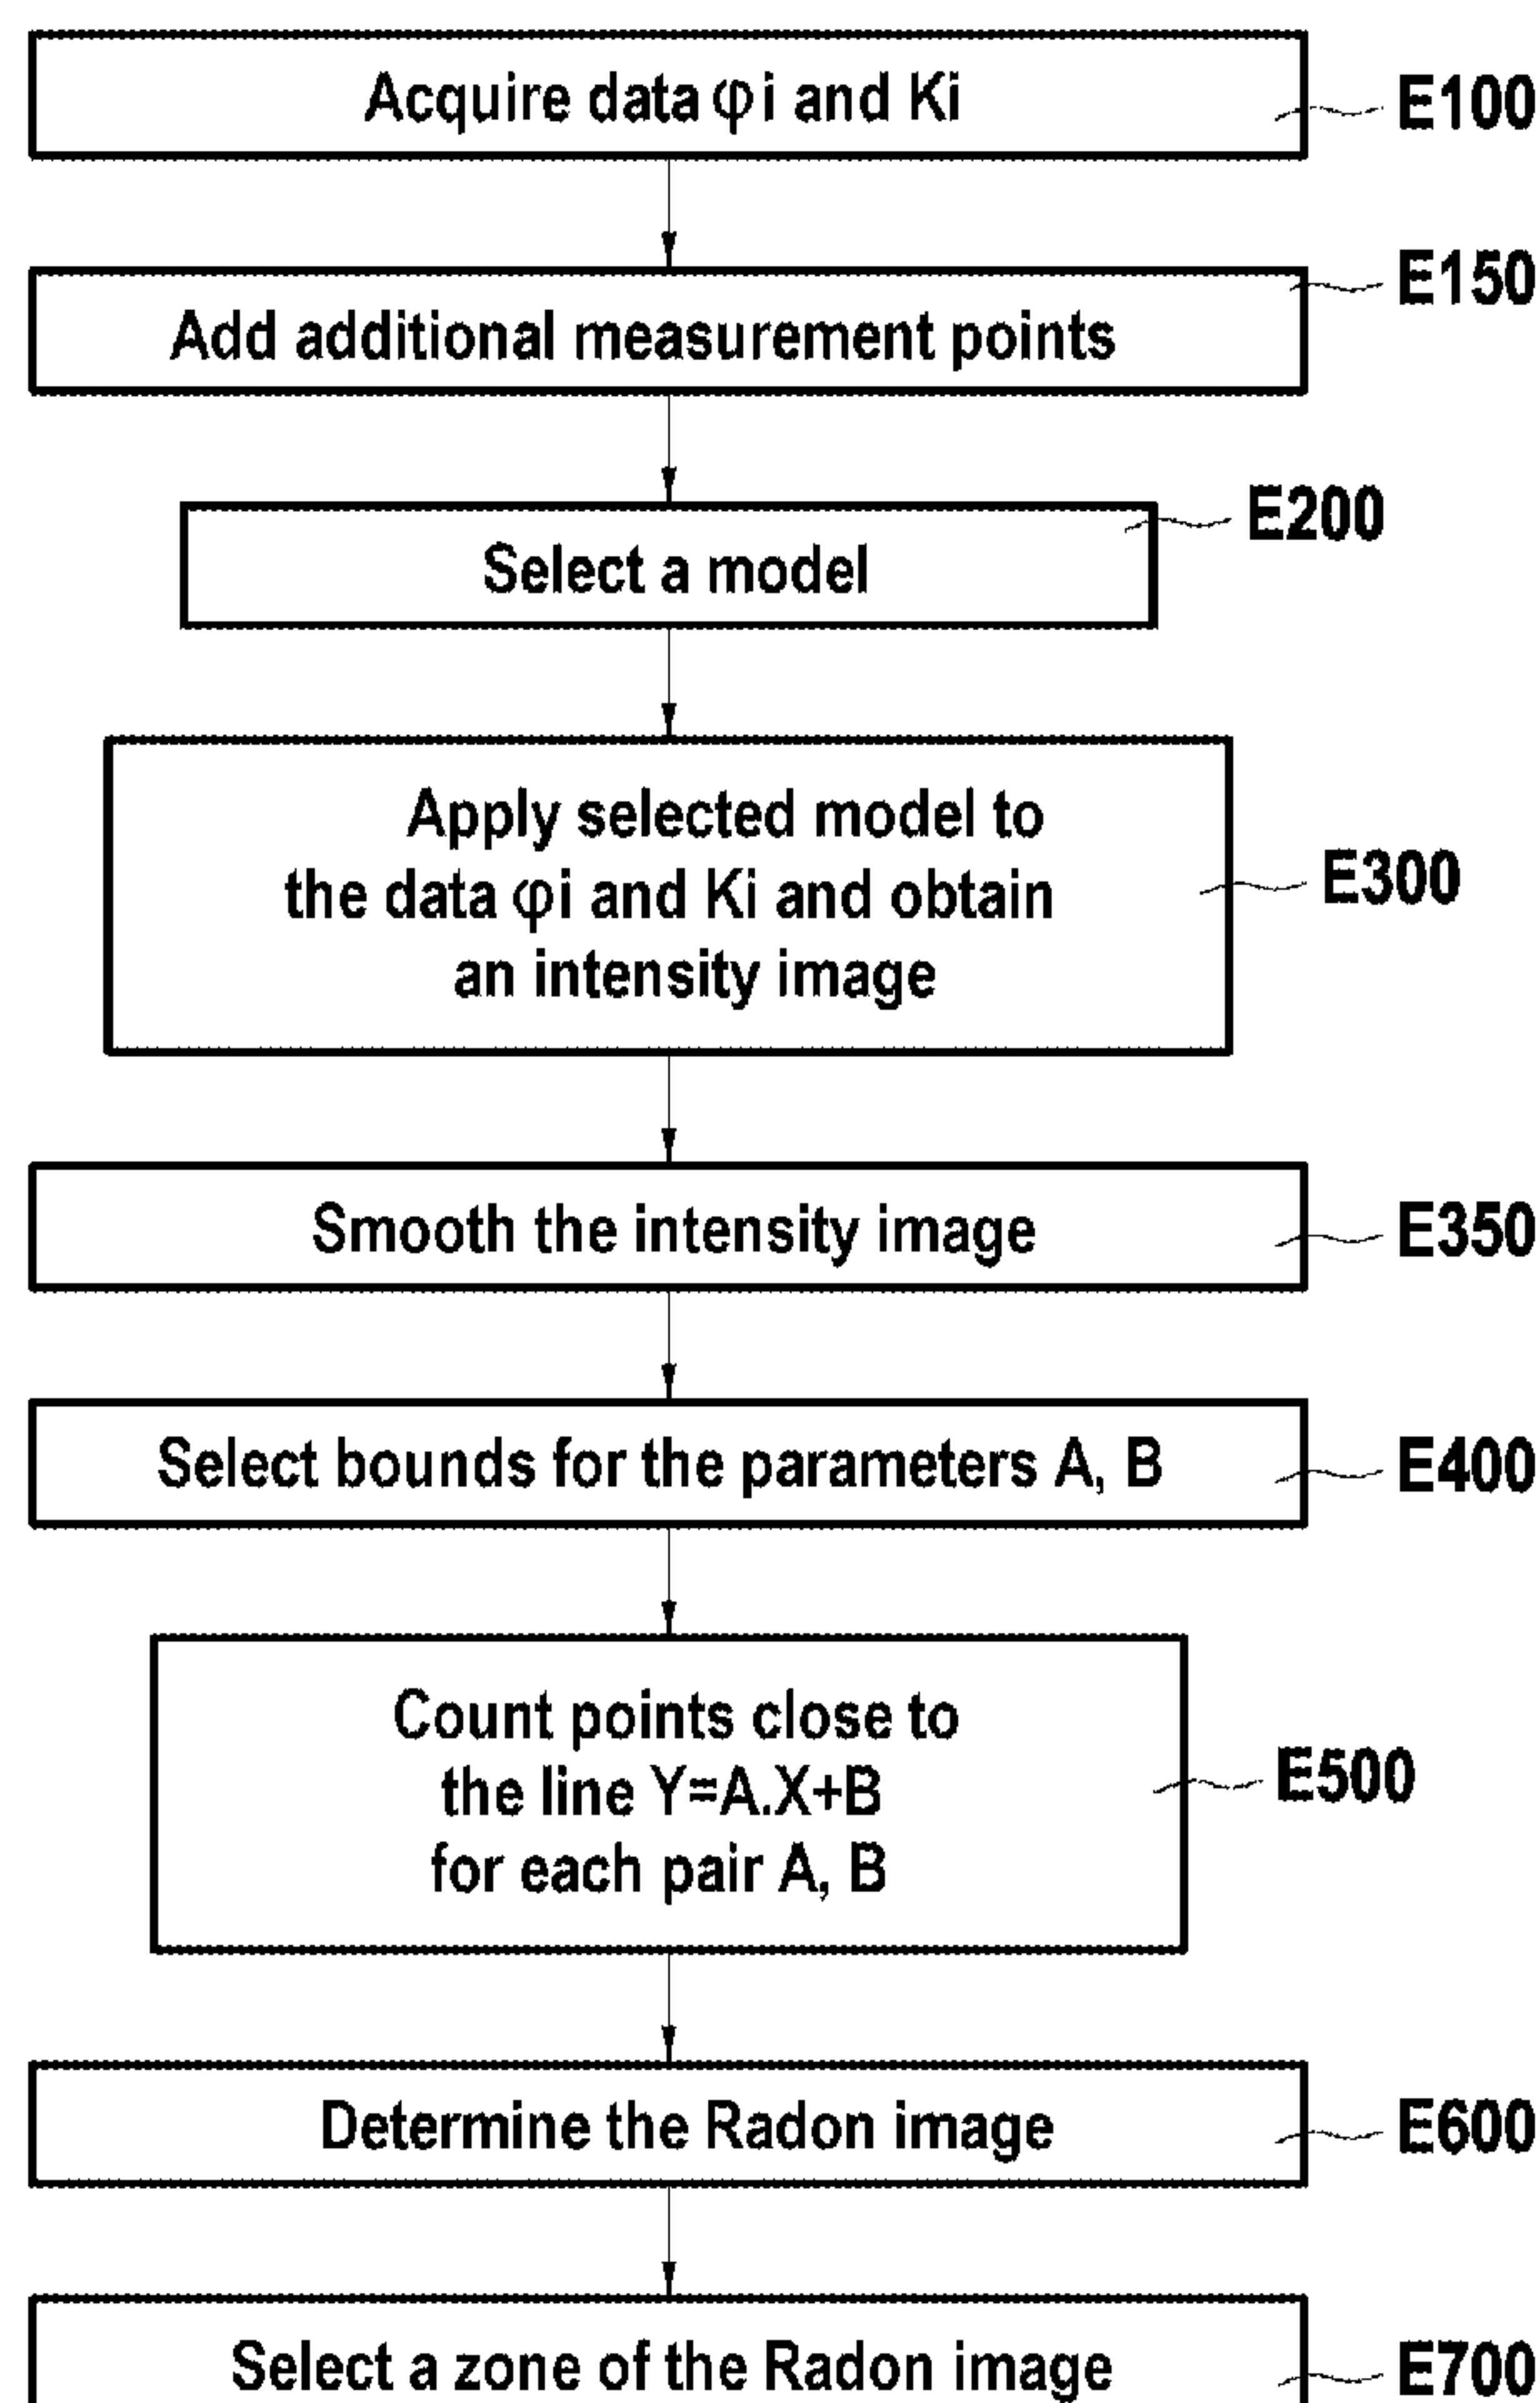 Acquire data φi and Ki
E100
E150
Add additional measurement points
E200
Select a model
Apply selected model to
the data φi and Ki and obtain
an intensity image
E300
Smooth the intensity image
E350
Select bounds for the parameters A, B
E400
Count points close to
the line Y=A.X+B
for each pair A, B
E500
Determine the Radon image
E600
Select a zone of the Radon image
E700